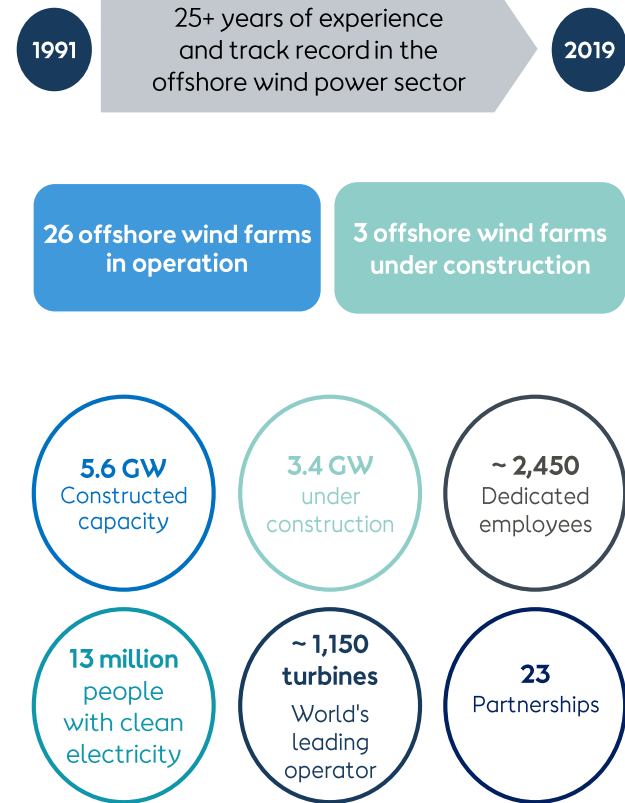 25+ years of experience
and track record in the
offshore wind power sector
1991
2019
26 offshore wind farms
in operation
3 offshore wind farms
under construction
5.6 GW
Constructed
capacity
3.4 GW
under
construction
~ 2,450
Dedicated
employees
13 million
people
with clean
electricity
~ 1,150
turbines
World's
leading
operator
23
Partnerships